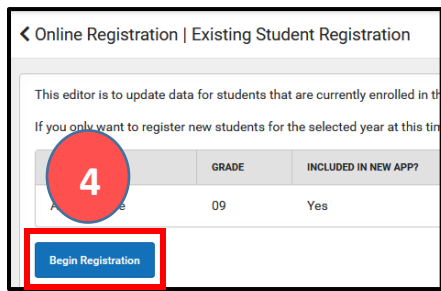 Online Registration | Existing Student Registration
This editor is to update data for students that are currently enrolled in
If you only want to register new students for the selected year at this
4
GRADE
INCLUDED IN NEW APP?
09
Yes
Begin Registration